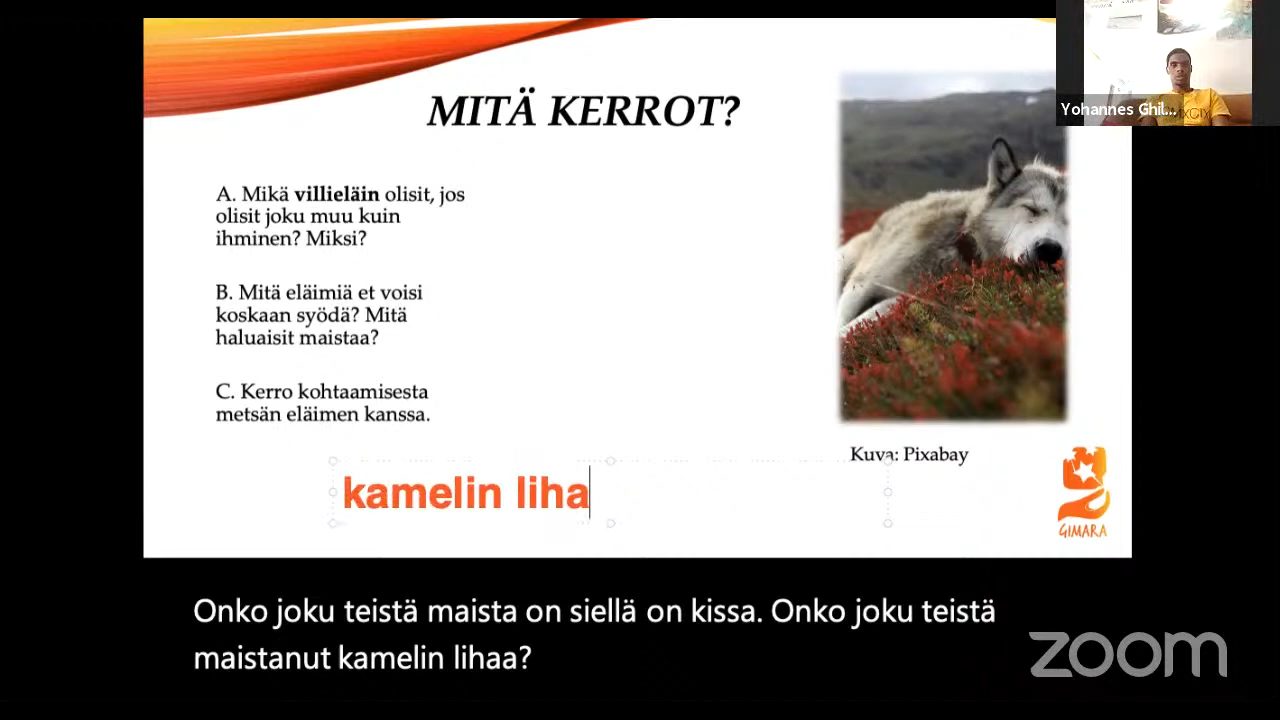 MITÄ KERROT?
Yohannes Ghil...
A. Mikä villieläin olisit, jos
olisit joku muu kuin
ihminen? Miksi?
B. Mitä eläimiä et voisi
koskaan syödä? Mitä
haluaisit maistaa?
C. Kerro kohtaamisesta
metsän eläimen kanssa.
Kuva: Pixabay
kamelin liha
GIMARA
Onko joku teistä maista on siellä on kissa. Onko joku teistä
maistanut kamelin lihaa?
zoom